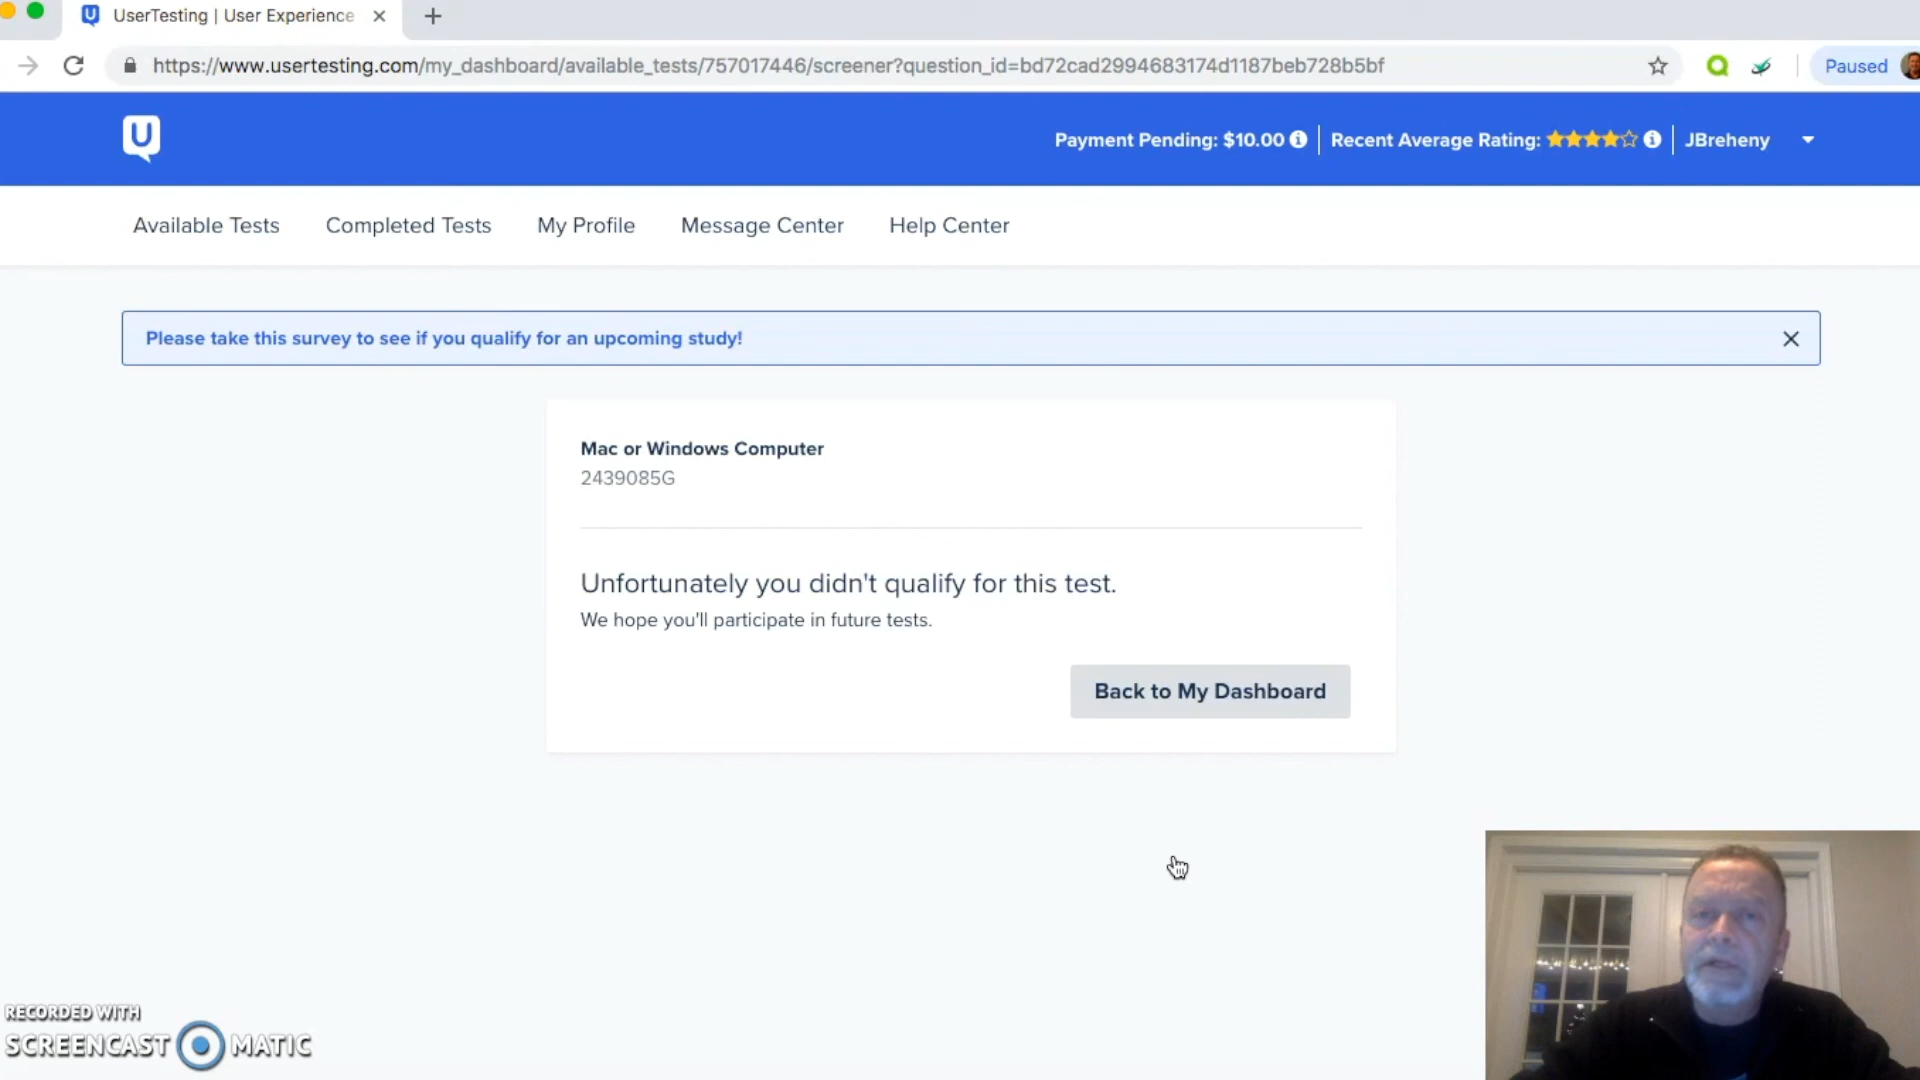 UserTesting | User Experience
https://www.usertesting.com/my_dashboard/available_tests/757017446/screener?question_id=bd72cad2994683174d1187beb728b5bf
Paused
U
Payment Pending: $10.00
Recent Average Rating:
JBreheny
Available Tests Completed Tests My Profile Message Center Help Center
Please take this survey to see if you qualify for an upcoming study!
Mac or Windows Computer
2439085G
Unfortunately you didn't qualify for this test.
We hope you'll participate in future tests.
Back to My Dashboard
RECORDED WITH
SCREENCAST MATIC